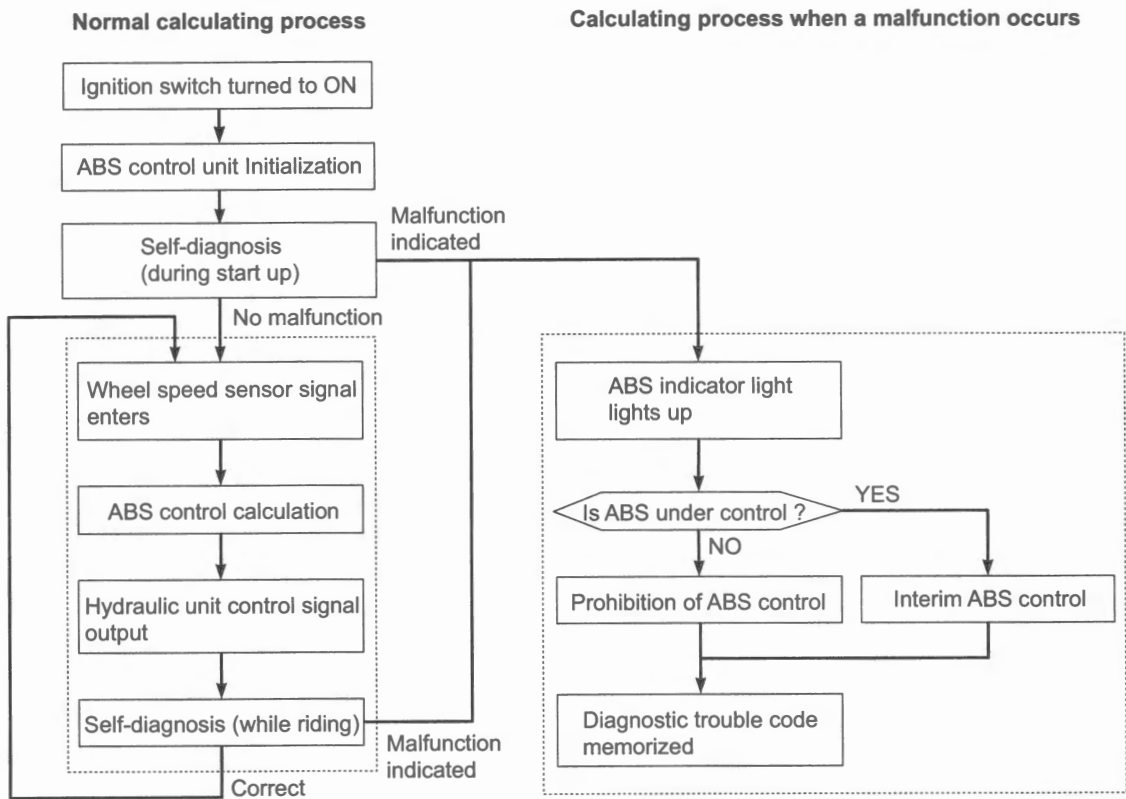 Normal calculating process
Calculating process when a malfunction occurs
Ignition switch turned to ON
ABS control unit Initialization
Self-diagnosis
(during start up)
Malfunction
indicated
No malfunction
Wheel speed sensor signal
enters
ABS control calculation
Hydraulic unit control signal
output
Self-diagnosis (while riding)
Malfunction
indicated
Correct
ABS indicator light
lights up
Is ABS under control ?
YES
NO
Prohibition of ABS control
Interim ABS control
Diagnostic trouble code
memorized